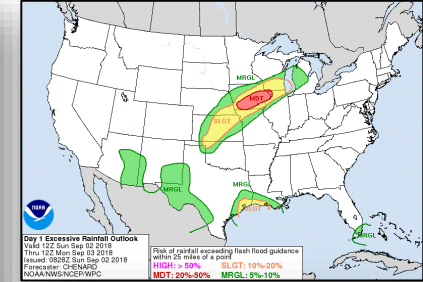 MRGL
MDT
SLGT
MRGL
MRGL
SLGT
MRGL
NOAA
Day 1 Excessive Rainfall Outlook
Valid 12Z Sun Sep 02 2018
Thru 12Z Mon Sep 03 2018
Issued: 0828Z Sun Sep 02 2018
Forecaster: CHENARD
NOAA/NWS/NCEP/WPC
Risk of rainfall exceeding flash flood guidance
within 25 miles of a point
HIGH: > 50% SLGT: 10%-20%
MDT: 20%-50% MRGL: 5%-10%